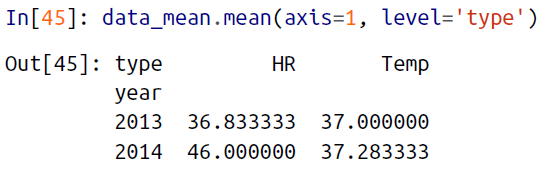 In[45]: data_mean.mean(axis=1, level='type')
Out[45]: type HR Temp
year
2013 36.833333 37.000000
2014 46.000000 37.283333